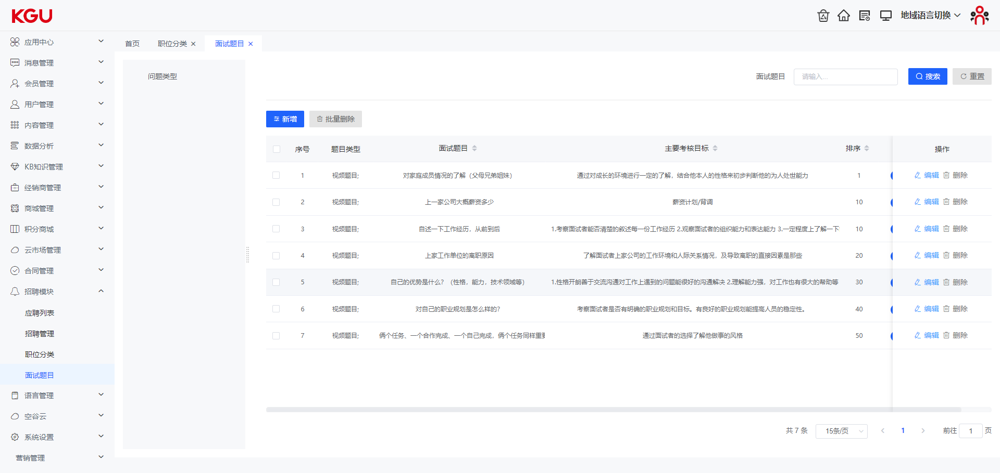 KGU
地域语言切换
应用中心
消息管理
会员管理
用户管理
内容管理
数据分析
KB知识管理
经销商管理
商城管理
积分商城
云市场管理
合同管理
招聘模块
应聘列表
招聘管理
职位分类
面试题目
语言管理
空谷云
系统设置
营销管理
首页 职位分类 面试题目
问题类型
面试题目 请输入... 搜索 重置
新增 批量删除
序号 题目类型 面试题目 主要考核目标 排序 操作
1 视频题目; 对家庭成员情况的了解（父母兄弟姐妹） 通过对成长的环境进行一定的了解，结合他本人的性格来初步判断他的为人处世能力 1 编辑 删除
2 视频题目; 上一家公司大概薪资多少 薪资计划/背调 10 编辑 删除
3 视频题目; 自述一下工作经历，从前到后 1.考察面试者能否清楚的叙述每一份工作经历 2.观察面试者的组织能力和表达能力 3.一定程度上了解一下 10 编辑 删除
4 视频题目; 上家工作单位的离职原因 了解面试者上家公司的工作环境和人际关系情况，及导致离职的直接因素是那些 20 编辑 删除
5 视频题目; 自己的优势是什么？（性格，能力，技术领域等） 1.性格开朗善于交流沟通对工作上遇到的问题能很好的沟通解决 2.理解能力强，对工作也有很大的帮助等 30 编辑 删除
6 视频题目; 对自己的职业规划是怎么样的? 考察面试者是否有明确的职业规划和目标。有良好的职业规划能提高人员的稳定性。 40 编辑 删除
7 视频题目; 俩个任务、一个合作完成、一个自己完成，俩个任务同样重要 通过面试者的选择了解他做事的风格 50 编辑 删除
共 7 条 15条/页 1 前往 1 页